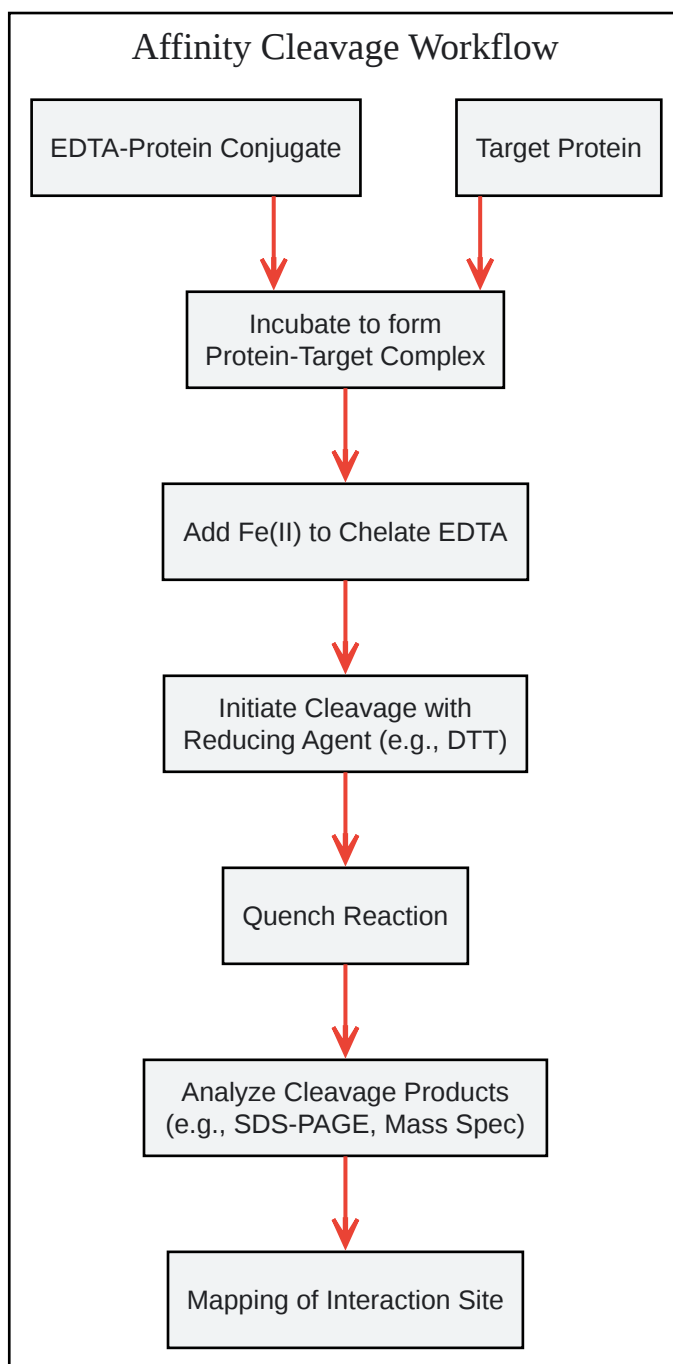 Affinity Cleavage Workflow
EDTA-Protein Conjugate
Target Protein
Incubate to form
Protein-Target Complex
Add Fe(II) to Chelate EDTA
Initiate Cleavage with
Reducing Agent (e.g., DTT)
Quench Reaction
Analyze Cleavage Products
(e.g., SDS-PAGE, Mass Spec)
Mapping of Interaction Site